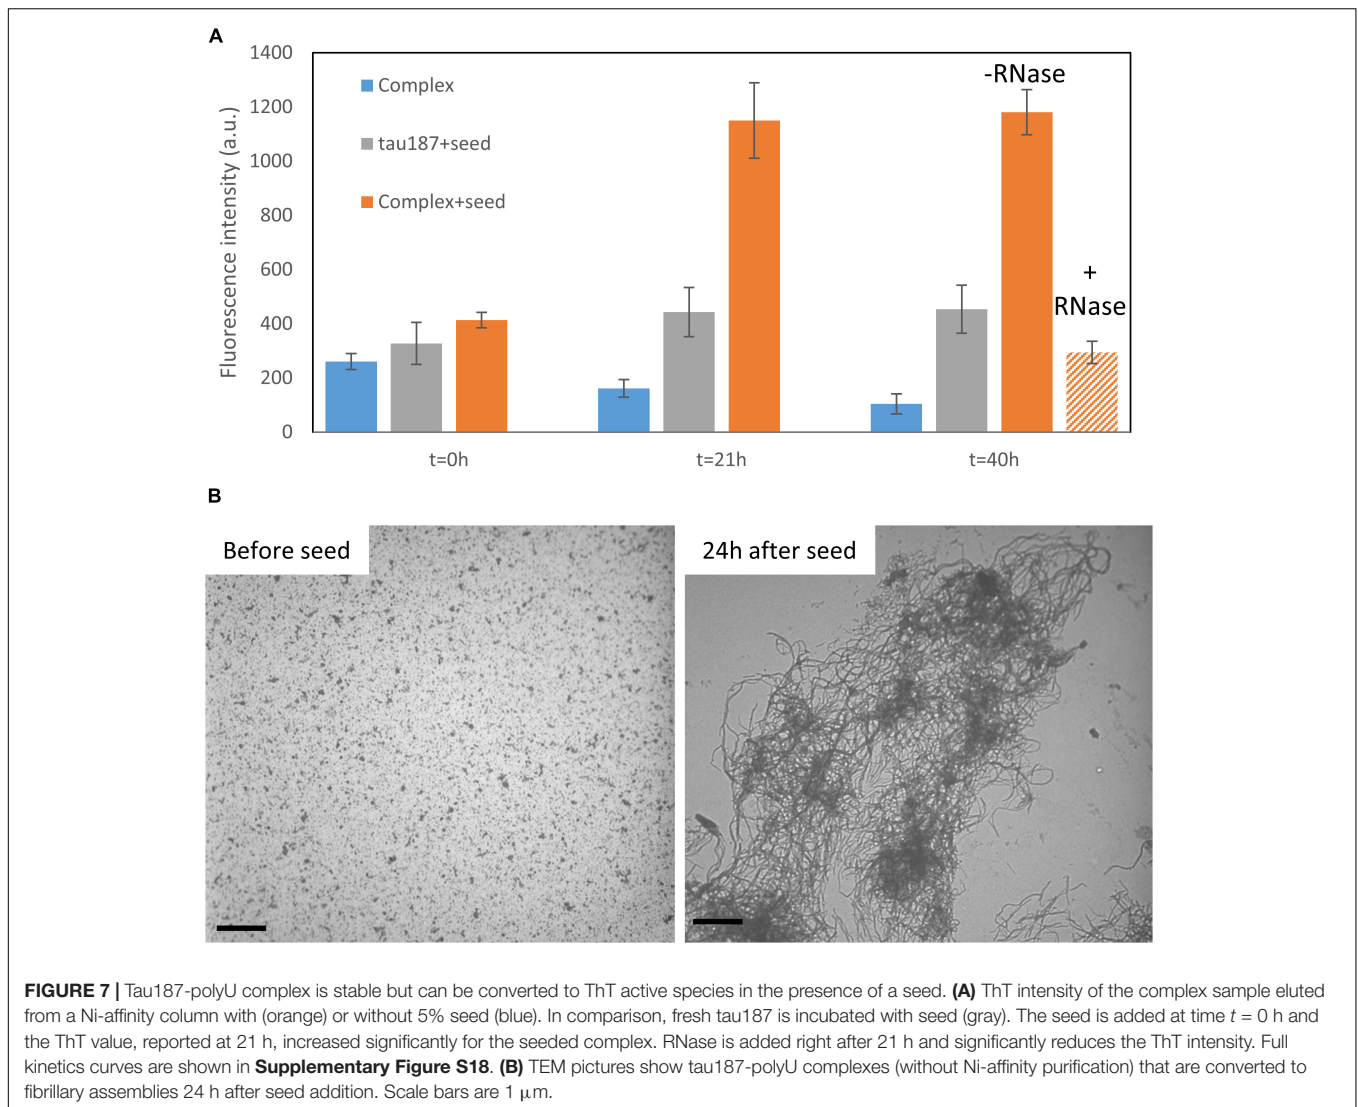 A
1400
1200
1000
800
600
400
200
0
Fluorescence intensity (a.u.)
Complex
tau187+seed
Complex+seed
-RNase
+
RNase
t=0h
t=21h
t=40h
B
Before seed
24h after seed
FIGURE 7 | Tau187-polyU complex is stable but can be converted to ThT active species in the presence of a seed. (A) ThT intensity of the complex sample eluted
from a Ni-affinity column with (orange) or without 5% seed (blue). In comparison, fresh tau187 is incubated with seed (gray). The seed is added at time t = 0 h and
the ThT value, reported at 21 h, increased significantly for the seeded complex. RNase is added right after 21 h and significantly reduces the ThT intensity. Full
kinetics curves are shown in Supplementary Figure S18. (B) TEM pictures show tau187-polyU complexes (without Ni-affinity purification) that are converted to
fibrillary assemblies 24 h after seed addition. Scale bars are 1 μm.